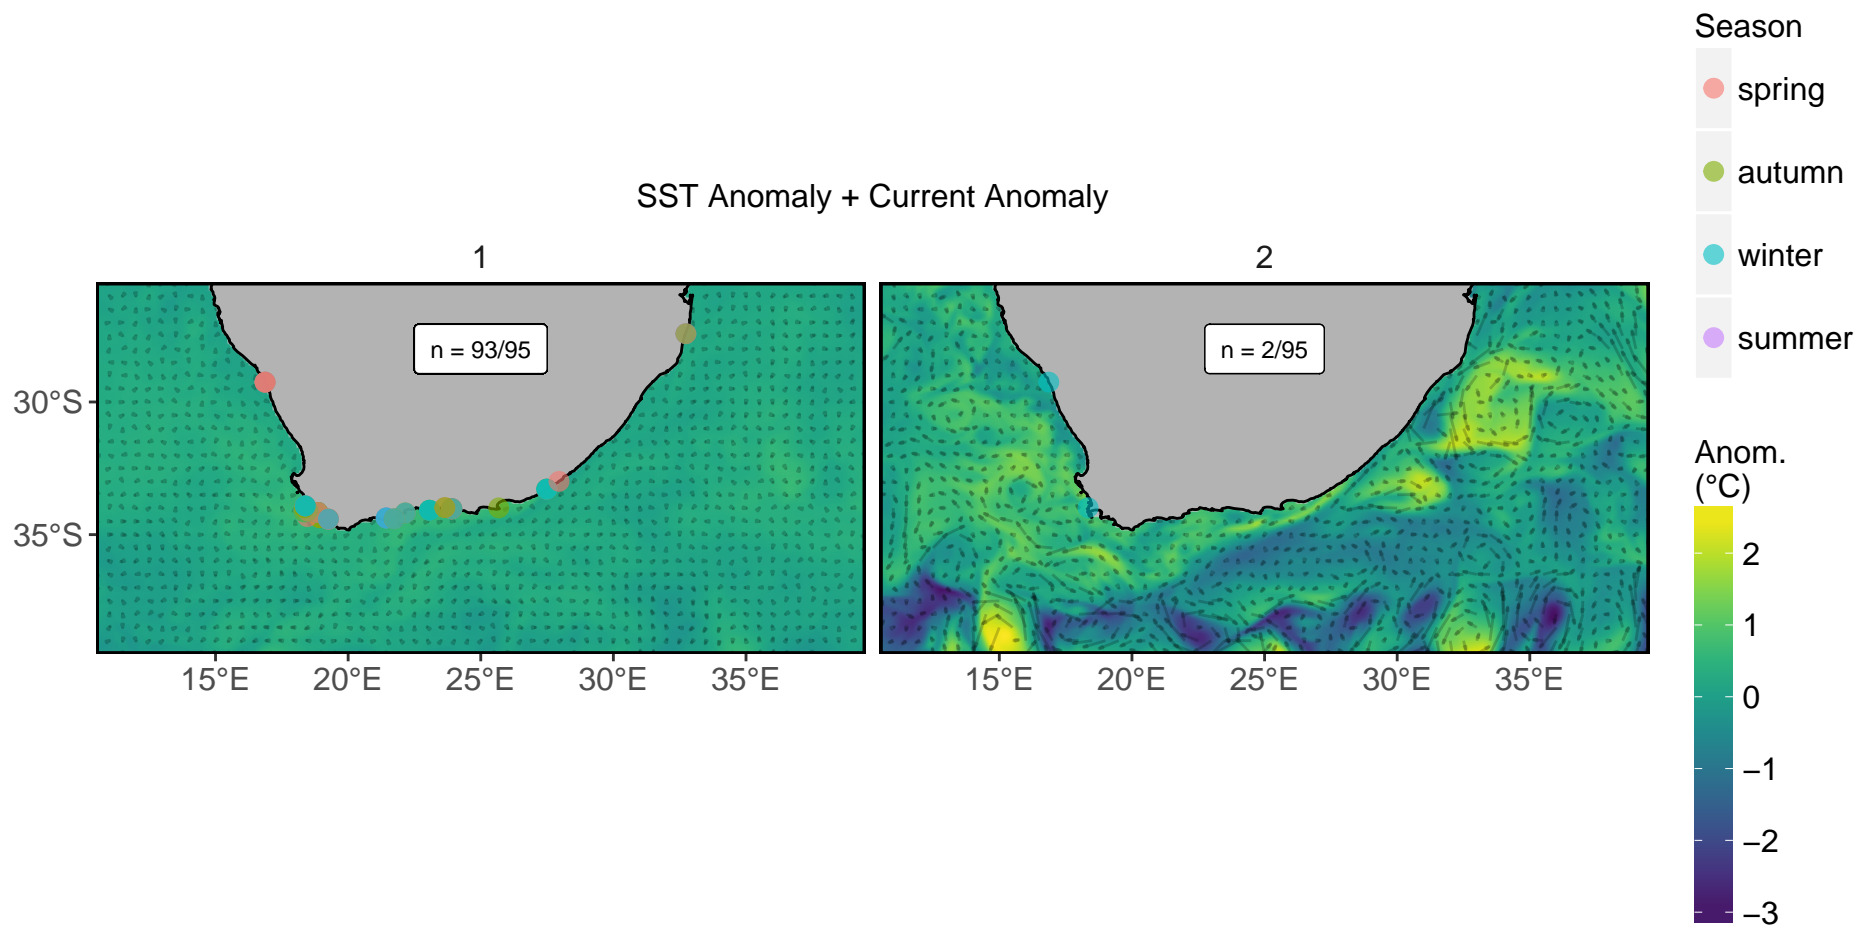 Season
spring
autumn
winter
summer
SST Anomaly + Current Anomaly
1
2
n = 93/95
n = 2/95
30°S
35°S
15°E 20°E 25°E 30°E 35°E
15°E 20°E 25°E 30°E 35°E
Anom.
(°C)
2
1
0
−1
−2
−3